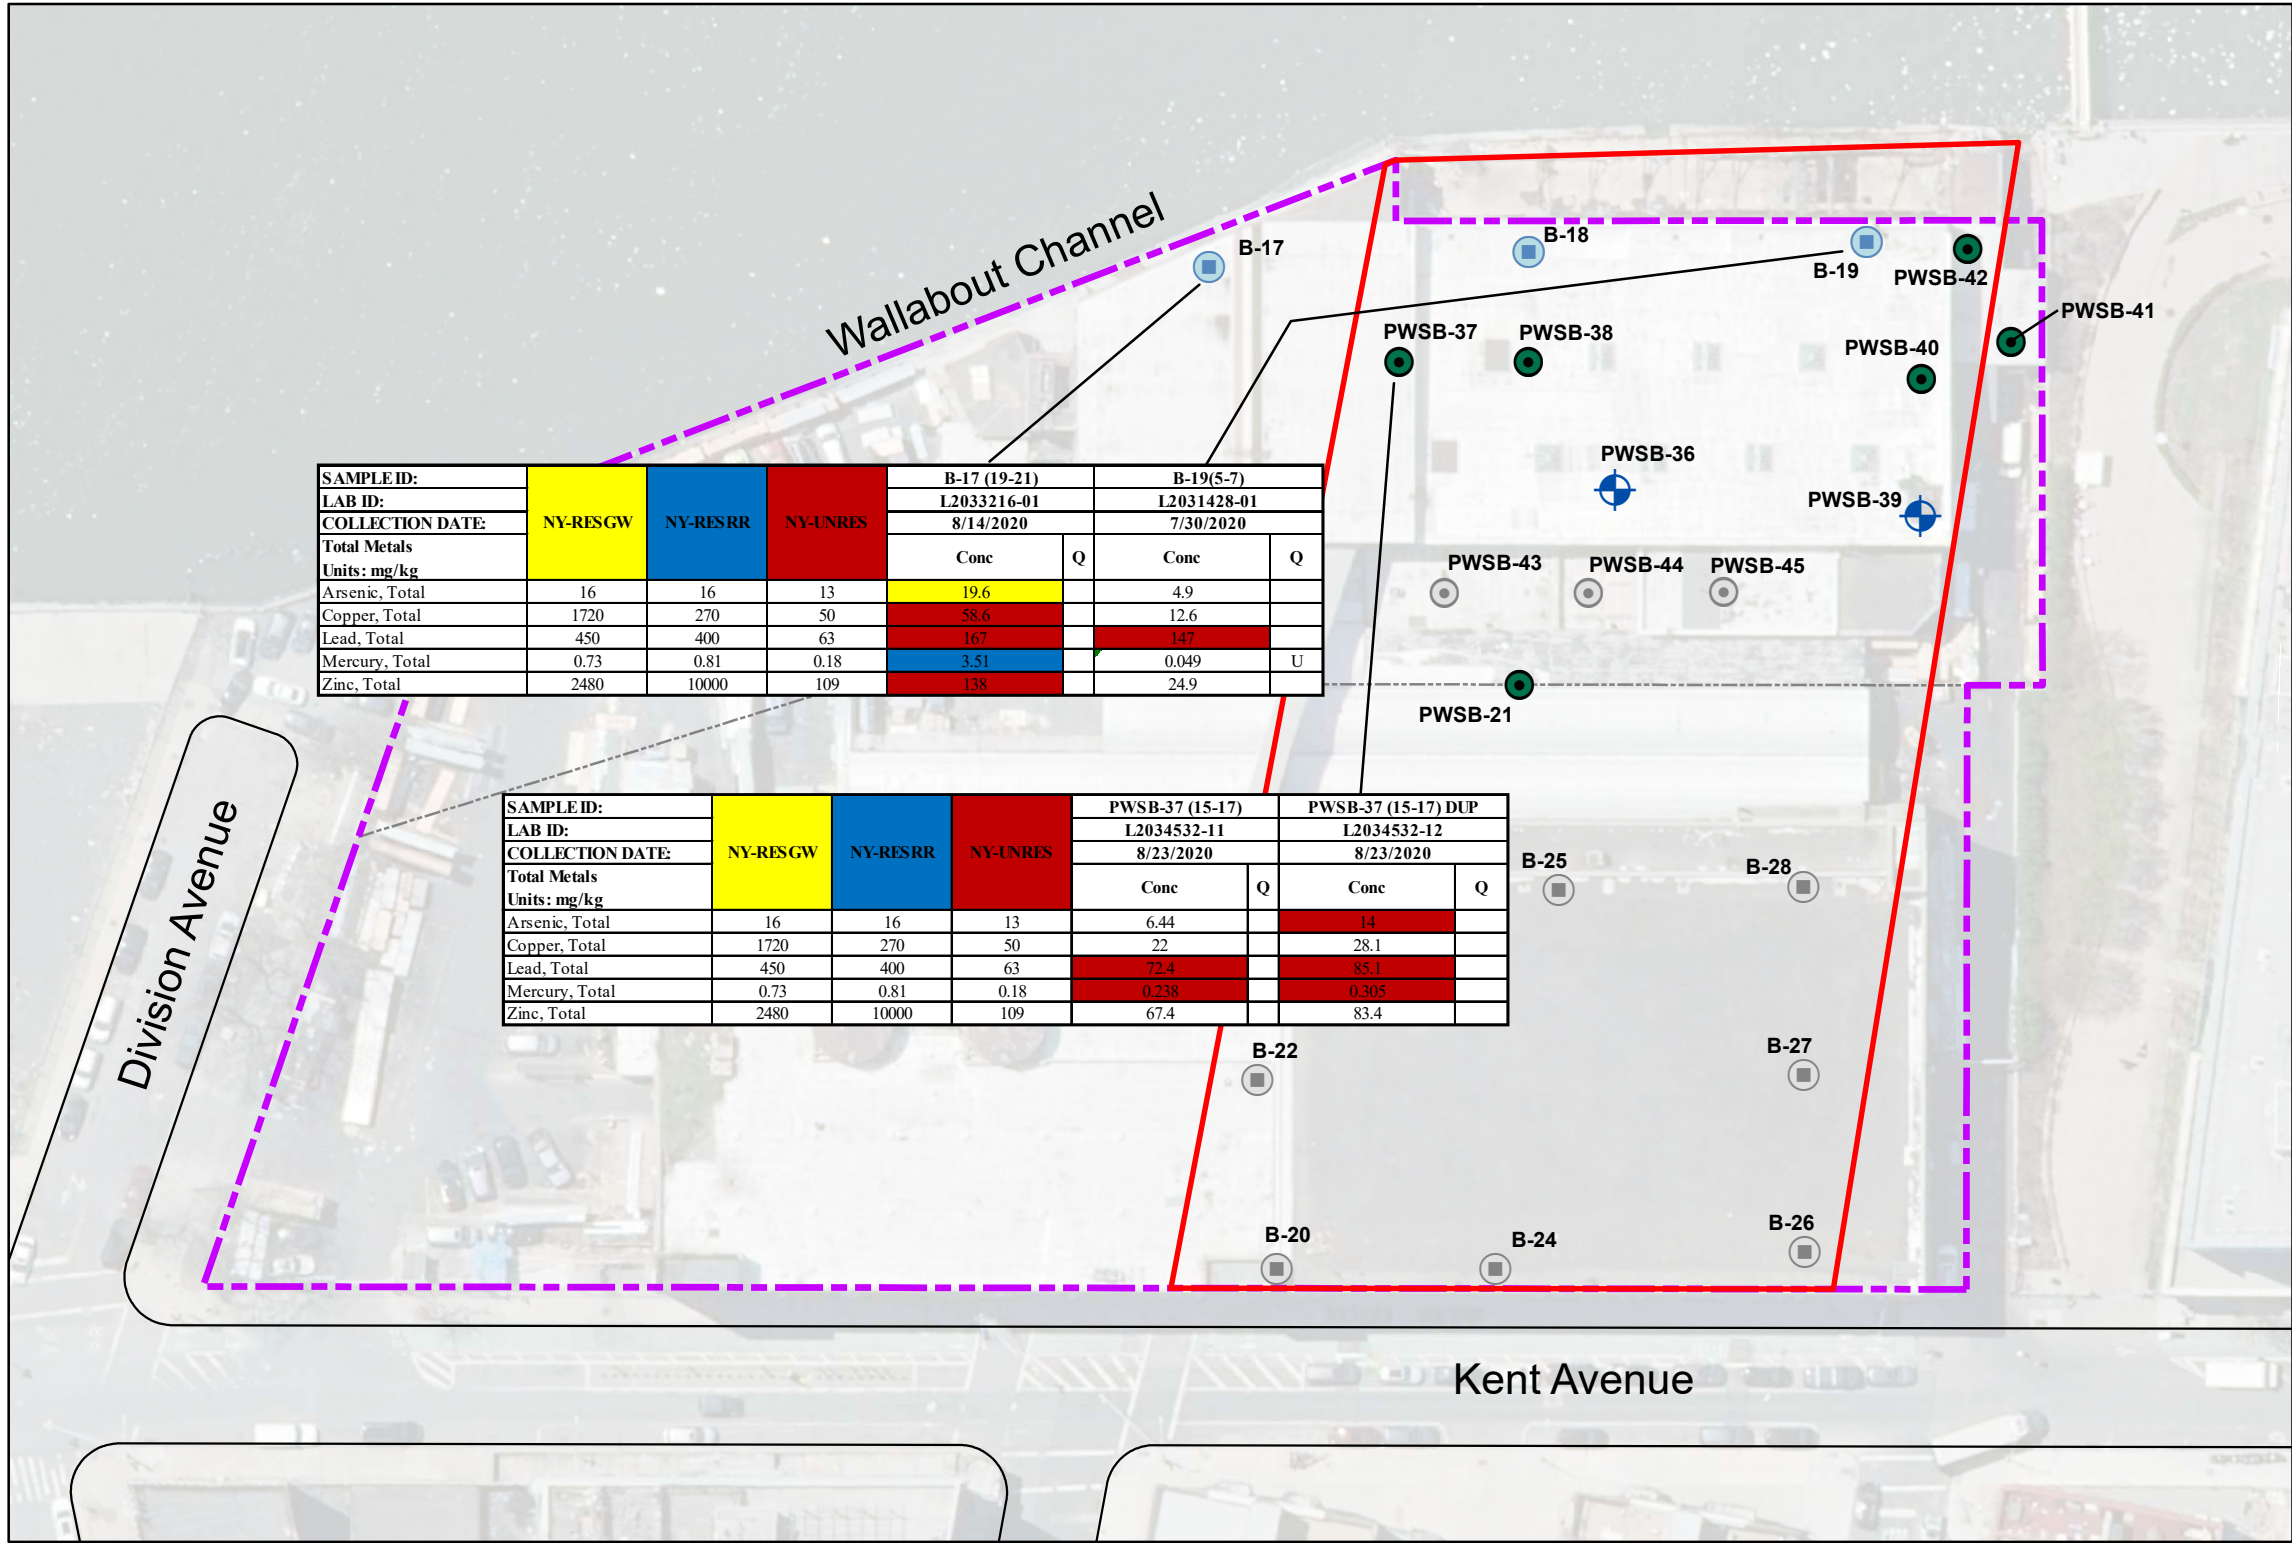 Wallabout Channel
B-17
B-18
B-19
PWSB-42
PWSB-41
PWSB-37
PWSB-38
PWSB-40
PWSB-36
PWSB-39
PWSB-43
PWSB-44
PWSB-45
PWSB-21
SAMPLE ID: NY-RESGW NY-RESRR NY-UNRES B-17 (19-21) B-19(5-7)
LAB ID: L2033216-01 L2031428-01
COLLECTION DATE: 8/14/2020 7/30/2020
Total Metals
Units: mg/kg Conc Q Conc Q
Arsenic, Total 16 16 13 19.6 4.9
Copper, Total 1720 270 50 58.6 12.6
Lead, Total 450 400 63 167 147
Mercury, Total 0.73 0.81 0.18 3.51 0.049 U
Zinc, Total 2480 10000 109 138 24.9
SAMPLE ID: NY-RESGW NY-RESRR NY-UNRES PWSB-37 (15-17) PWSB-37 (15-17) DUP
LAB ID: L2034532-11 L2034532-12
COLLECTION DATE: 8/23/2020 8/23/2020
Total Metals
Units: mg/kg Conc Q Conc Q
Arsenic, Total 16 16 13 6.44 14
Copper, Total 1720 270 50 22 28.1
Lead, Total 450 400 63 72.4 85.1
Mercury, Total 0.73 0.81 0.18 0.238 0.305
Zinc, Total 2480 10000 109 67.4 83.4
Division Avenue
B-25
B-28
B-22
B-27
B-20
B-24
B-26
Kent Avenue